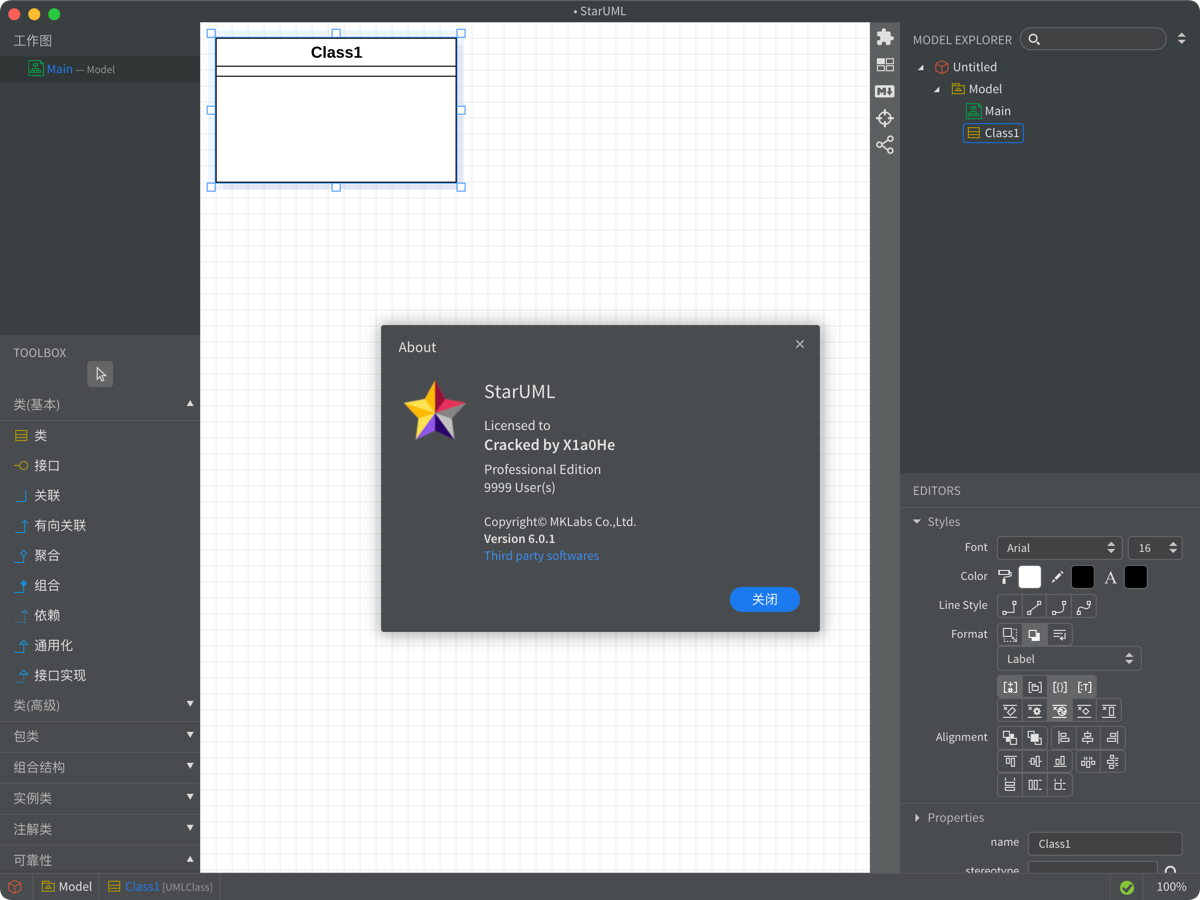 • StarUML
工作图
Main — Model
TOOLBOX
类(基本)
类
接口
关联
有向关联
聚合
组合
依赖
通用化
接口实现
类(高级)
包类
组合结构
实例类
注解类
可靠性
Class1
About
StarUML
Licensed to
Cracked by X1a0He
Professional Edition
9999 User(s)
Copyright© MKLabs Co.,Ltd.
Version 6.0.1
Third party softwares
关闭
MODEL EXPLORER
Untitled
Model
Main
Class1
EDITORS
Styles
Font
Arial
16
Color
A
Line Style
Format
Label
Alignment
Properties
name
Class1
stereotype
Model
Class1 [UMLClass]
100%